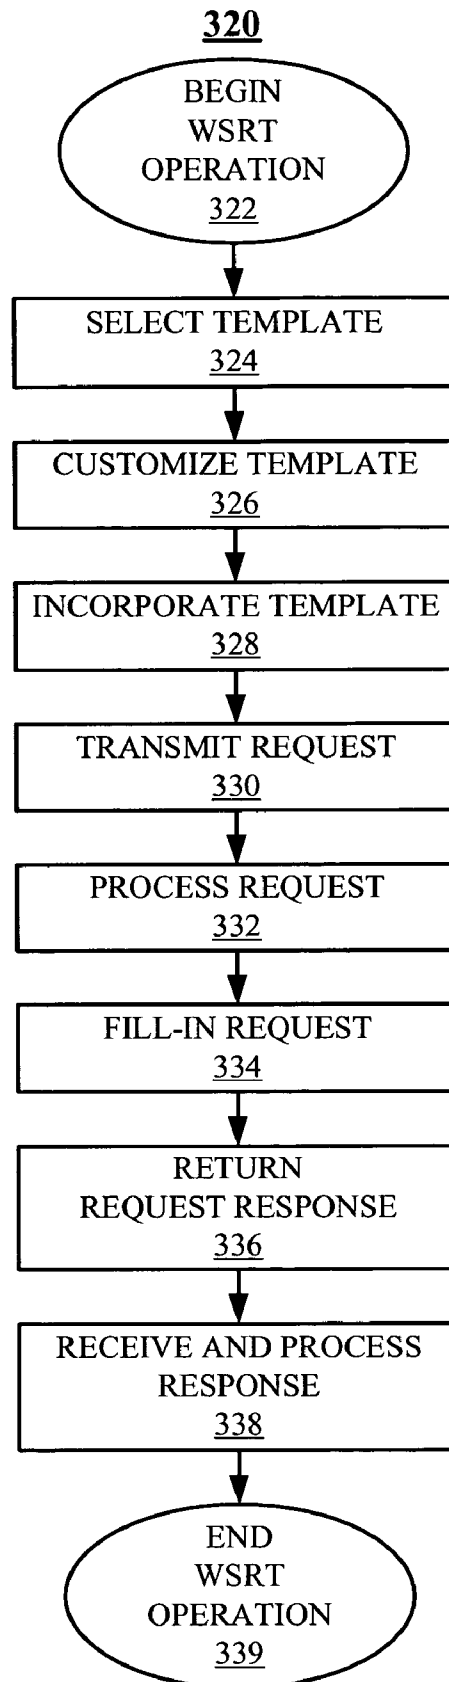 320
BEGIN
WSRT
OPERATION
322
SELECT TEMPLATE
324
CUSTOMIZE TEMPLATE
326
INCORPORATE TEMPLATE
328
TRANSMIT REQUEST
330
PROCESS REQUEST
332
FILL-IN REQUEST
334
RETURN
REQUEST RESPONSE
336
RECEIVE AND PROCESS
RESPONSE
338
END
WSRT
OPERATION
339